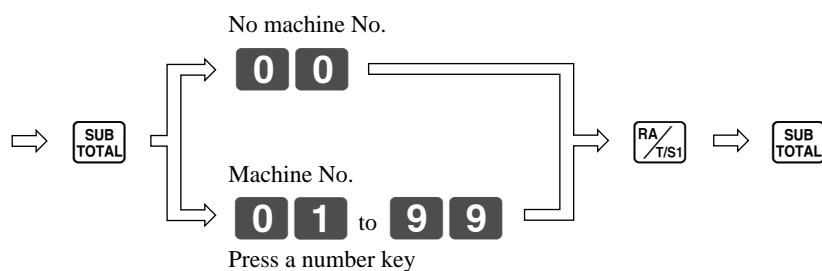 No machine No.
0 0
SUB
TOTAL
RA/T/S1
SUB
TOTAL
Machine No.
0 1 to 9 9
Press a number key